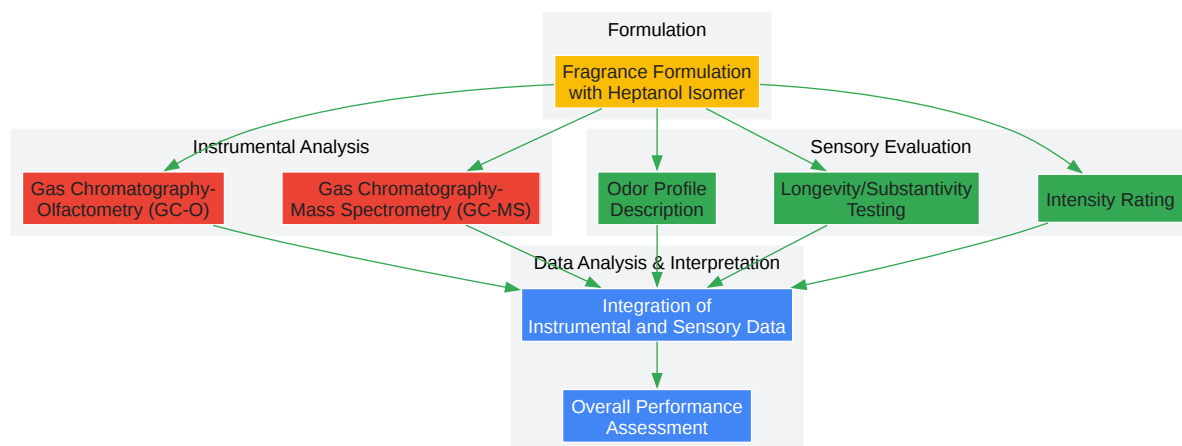 Formulation
Fragrance Formulation
with Heptanol Isomer
Instrumental Analysis
Sensory Evaluation
Gas Chromatography-
Olfactometry (GC-O)
Gas Chromatography-
Mass Spectrometry (GC-MS)
Odor Profile
Description
Longevity/Substantivity
Testing
Intensity Rating
Data Analysis & Interpretation
Integration of
Instrumental and Sensory Data
Overall Performance
Assessment